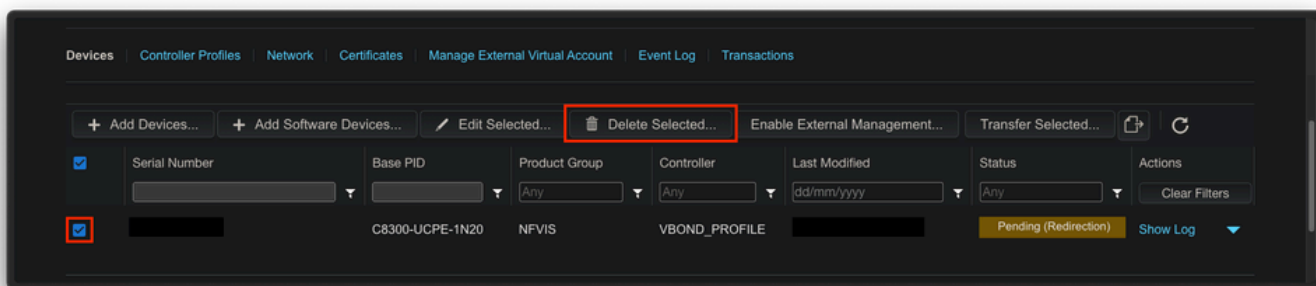 Devices Controller Profiles Network Certificates Manage External Virtual Account Event Log Transactions
+ Add Devices... + Add Software Devices... Edit Selected... Delete Selected... Enable External Management... Transfer Selected...
Serial Number Base PID Product Group Controller Last Modified Status Actions
Any Any dd/mm/yyyy Any Clear Filters
C8300-UCPE-1N20 NFVIS VBOND_PROFILE Pending (Redirection) Show Log